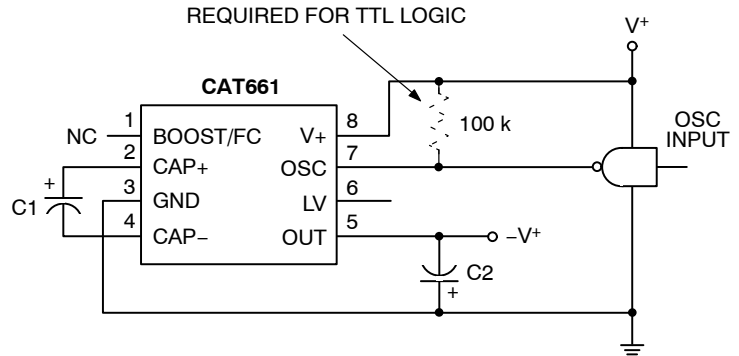 REQUIRED FOR TTL LOGIC
V+
CAT661
OSC
INPUT
100 k
NC
1
BOOST/FC
V+
8
2
CAP+
OSC
7
+
C1
3
GND
LV
6
4
CAP−
OUT
5
−V+
C2
+